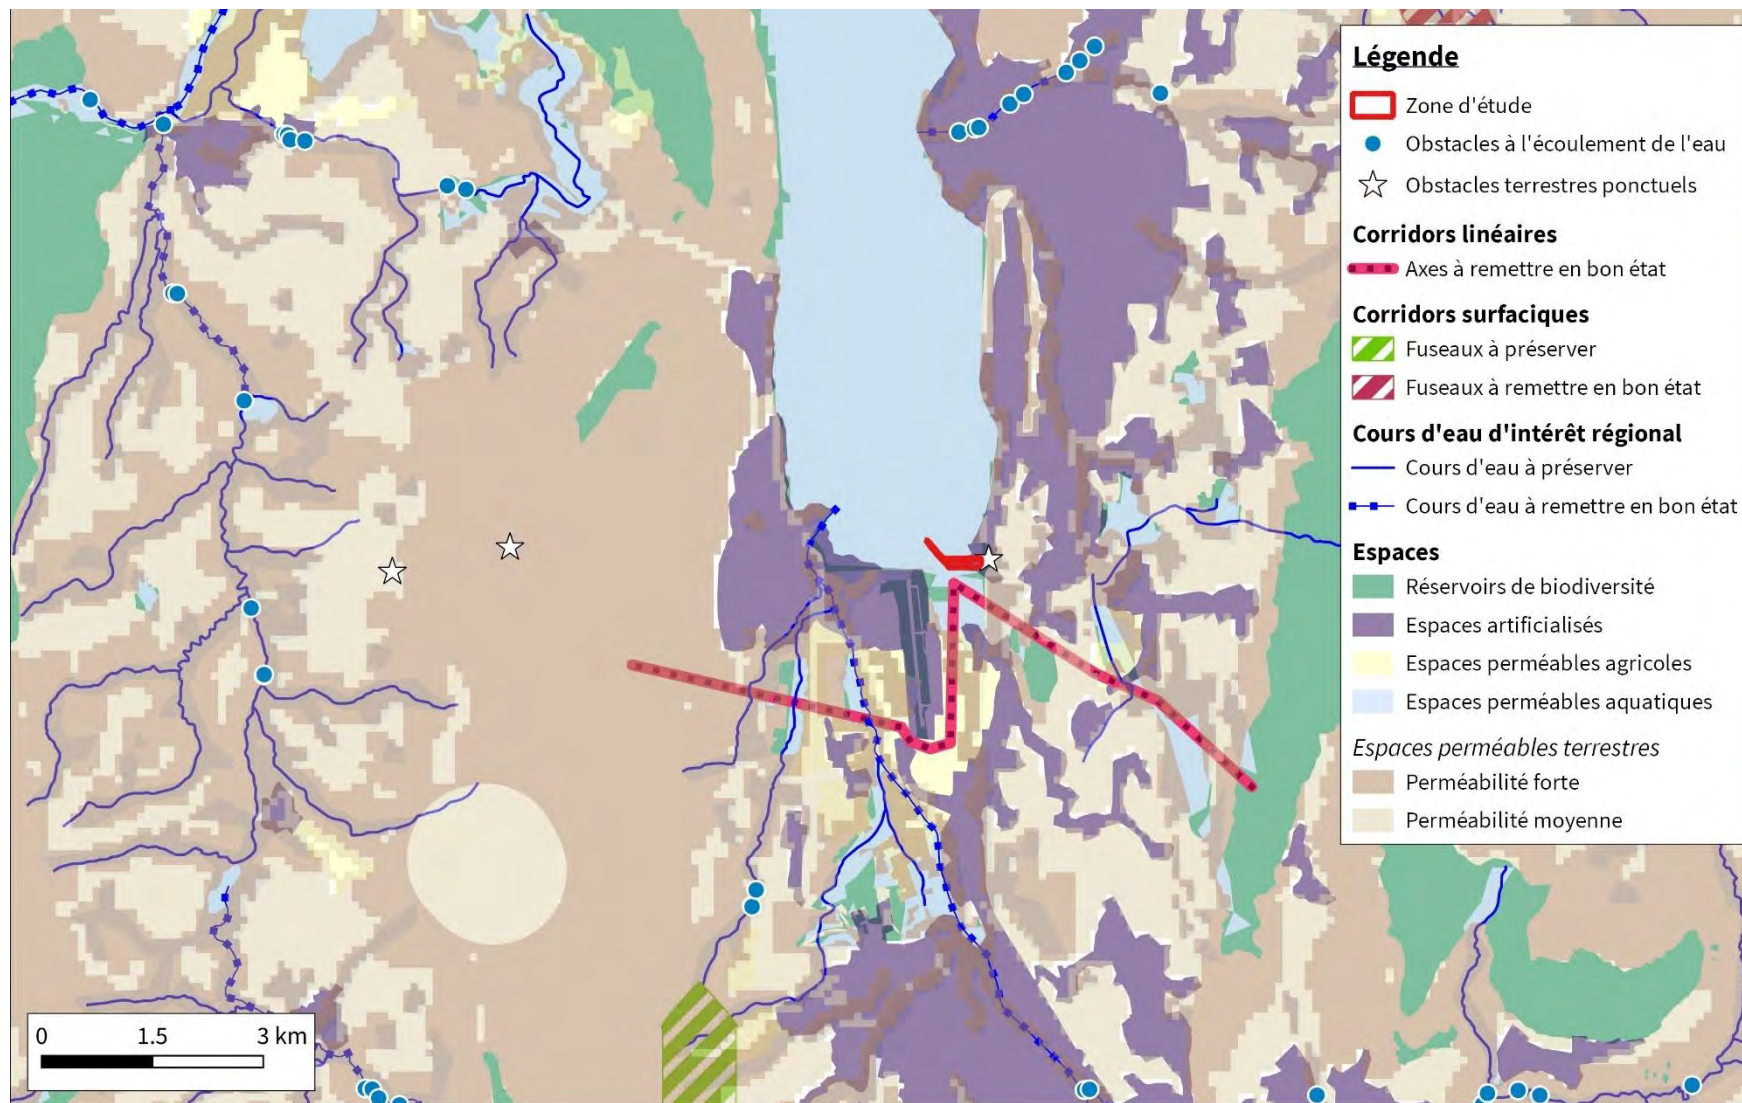 Légende
Zone d'étude
Obstacles à l'écoulement de l'eau
Obstacles terrestres ponctuels
Corridors linéaires
Axes à remettre en bon état
Corridors surfaciques
Fuseaux à préserver
Fuseaux à remettre en bon état
Cours d'eau d'intérêt régional
Cours d'eau à préserver
Cours d'eau à remettre en bon état
Espaces
Réservoirs de biodiversité
Espaces artificialisés
Espaces perméables agricoles
Espaces perméables aquatiques
Espaces perméables terrestres
Perméabilité forte
Perméabilité moyenne
0 1.5 3 km